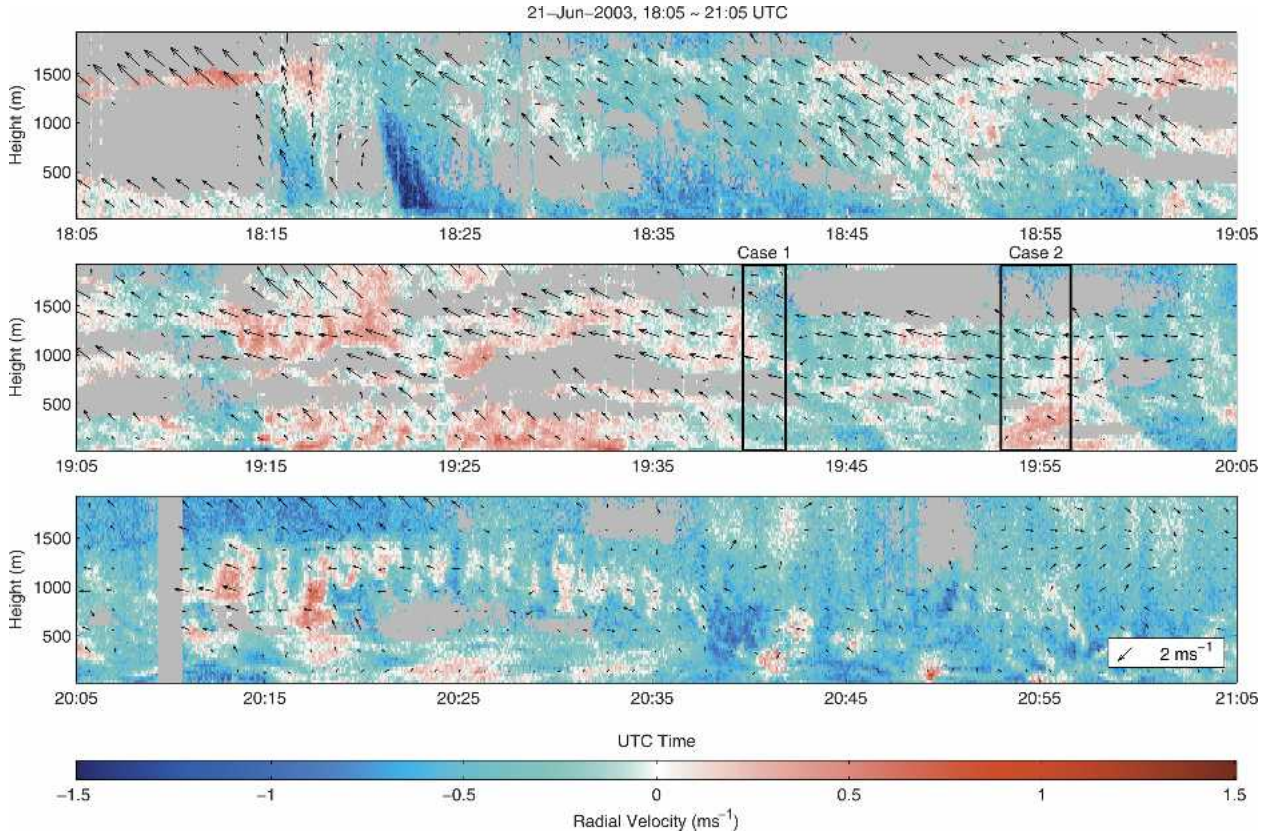 21–Jun–2003, 18:05 ~ 21:05 UTC
Height (m)
1500
1000
500
18:05 18:15 18:25 18:35 18:45 18:55 19:05
Case 1 Case 2
Height (m)
1500
1000
500
19:05 19:15 19:25 19:35 19:45 19:55 20:05
Height (m)
1500
1000
500
2 ms⁻¹
20:05 20:15 20:25 20:35 20:45 20:55 21:05
UTC Time
−1.5 −1 −0.5 0 0.5 1 1.5
Radial Velocity (ms⁻¹)